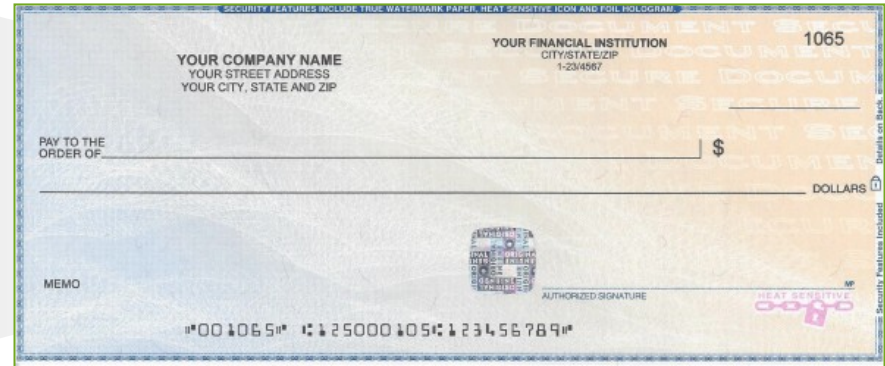 SECURITY FEATURES INCLUDE TRUE WATERMARK PAPER, HEAT SENSITIVE ICON AND FOIL HOLOGRAM
1065
YOUR FINANCIAL INSTITUTION
CITY/STATE/ZIP
1-23/4567
YOUR COMPANY NAME
YOUR STREET ADDRESS
YOUR CITY, STATE AND ZIP
PAY TO THE
ORDER OF
$
DOLLARS
Security Features Included
Details on Back.
ORIGINAL
MEMO
AUTHORIZED SIGNATURE
MP
HEAT SENSITIVE
⑈001065⑈ ⑆125000105⑆123456789⑈